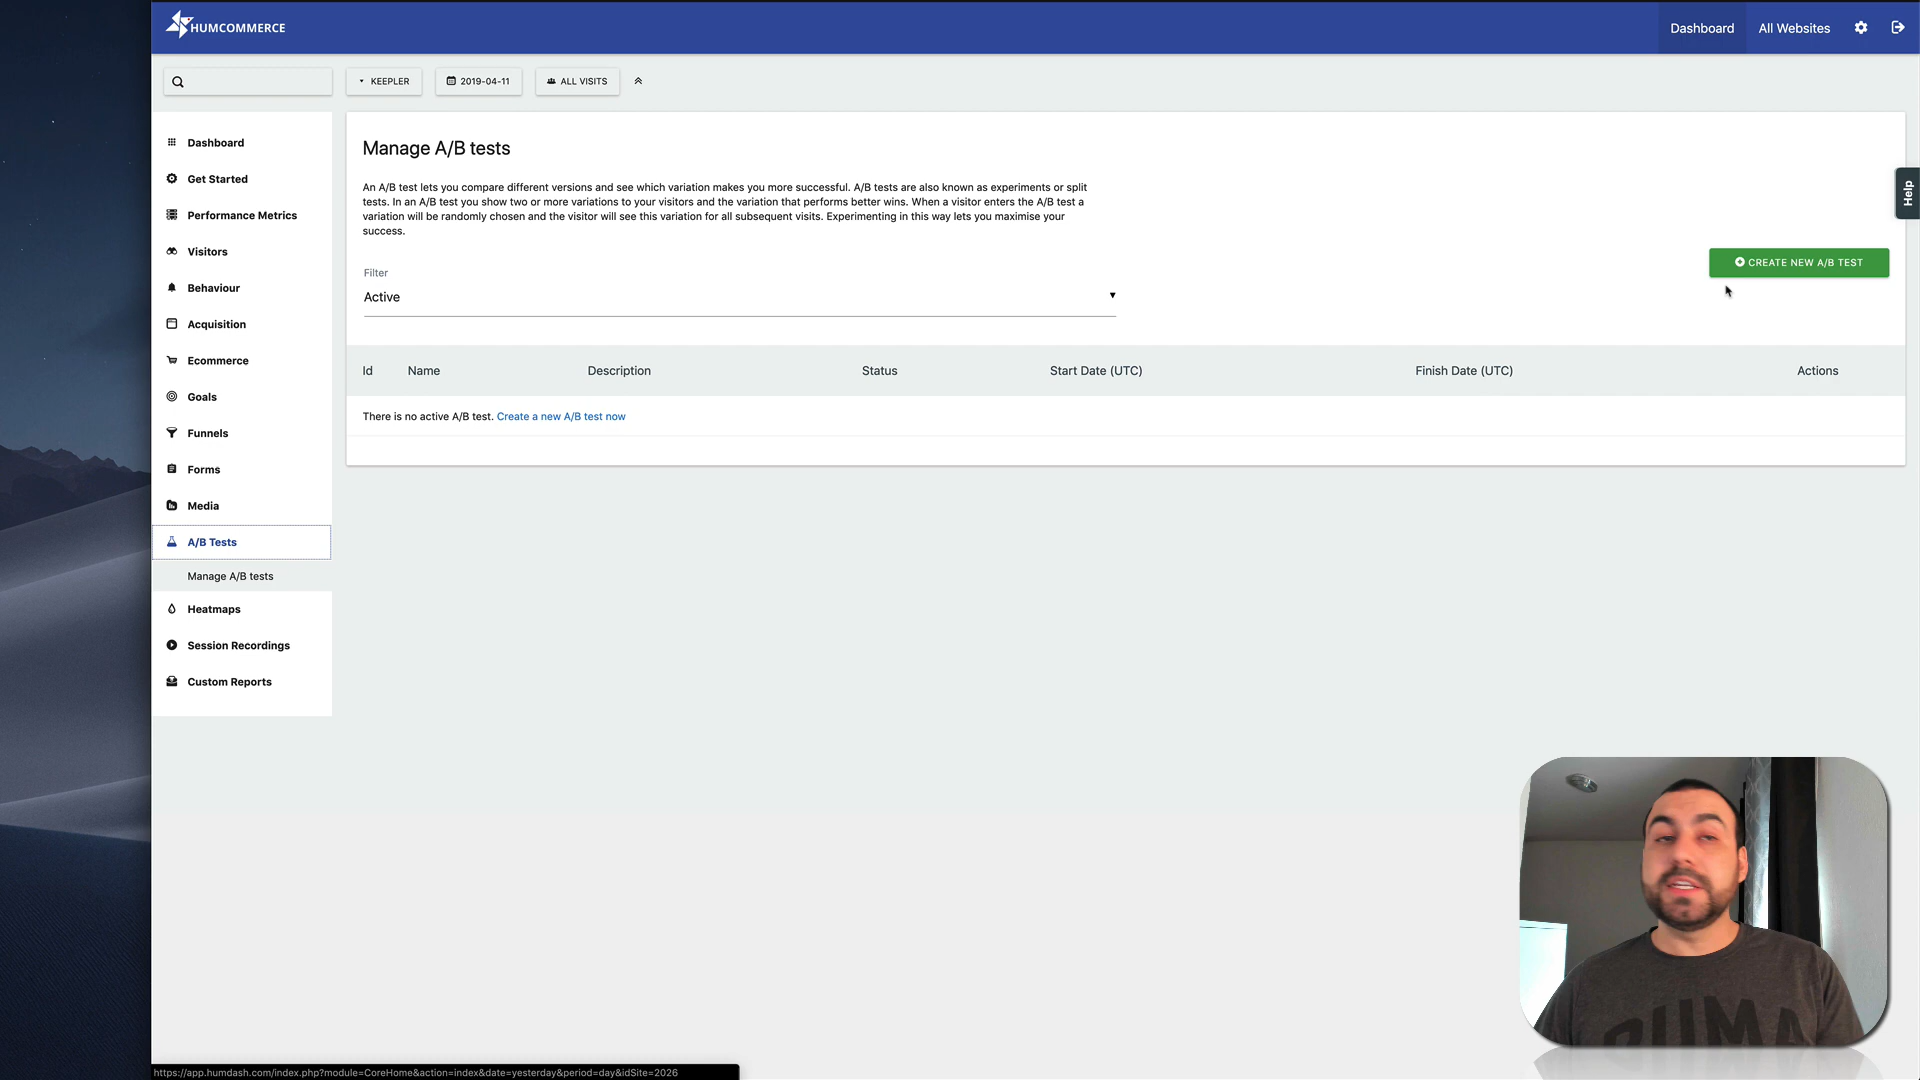 HUMCOMMERCE
Dashboard
All Websites
KEEPLER
2019-04-11
ALL VISITS
Dashboard
Get Started
Performance Metrics
Visitors
Behaviour
Acquisition
Ecommerce
Goals
Funnels
Forms
Media
A/B Tests
Manage A/B tests
Heatmaps
Session Recordings
Custom Reports
Manage A/B tests
An A/B test lets you compare different versions and see which variation makes you more successful. A/B tests are also known as experiments or split
tests. In an A/B test you show two or more variations to your visitors and the variation that performs better wins. When a visitor enters the A/B test a
variation will be randomly chosen and the visitor will see this variation for all subsequent visits. Experimenting in this way lets you maximise your
success.
Help
CREATE NEW A/B TEST
Filter
Active
Id Name Description Status Start Date (UTC) Finish Date (UTC) Actions
There is no active A/B test. Create a new A/B test now
PUMA
https://app.humdash.com/index.php?module=CoreHome&action=index&date=yesterday&period=day&idSite=2026